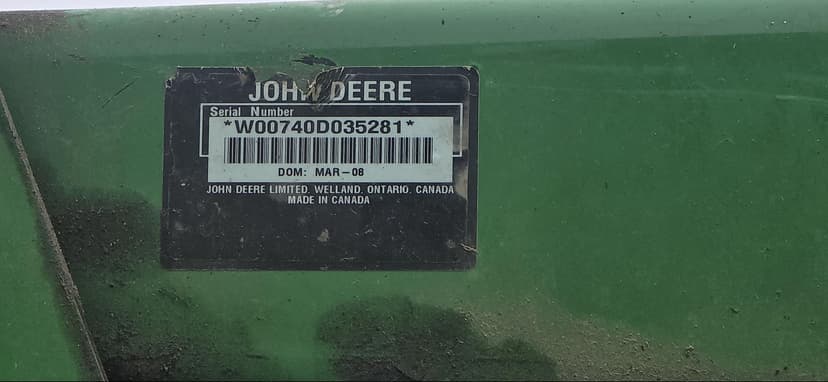 JOHN DEERE
Serial Number
*W00740D035281*
DOM: MAR-08
JOHN DEERE LIMITED. WELLAND. ONTARIO. CANADA
MADE IN CANADA